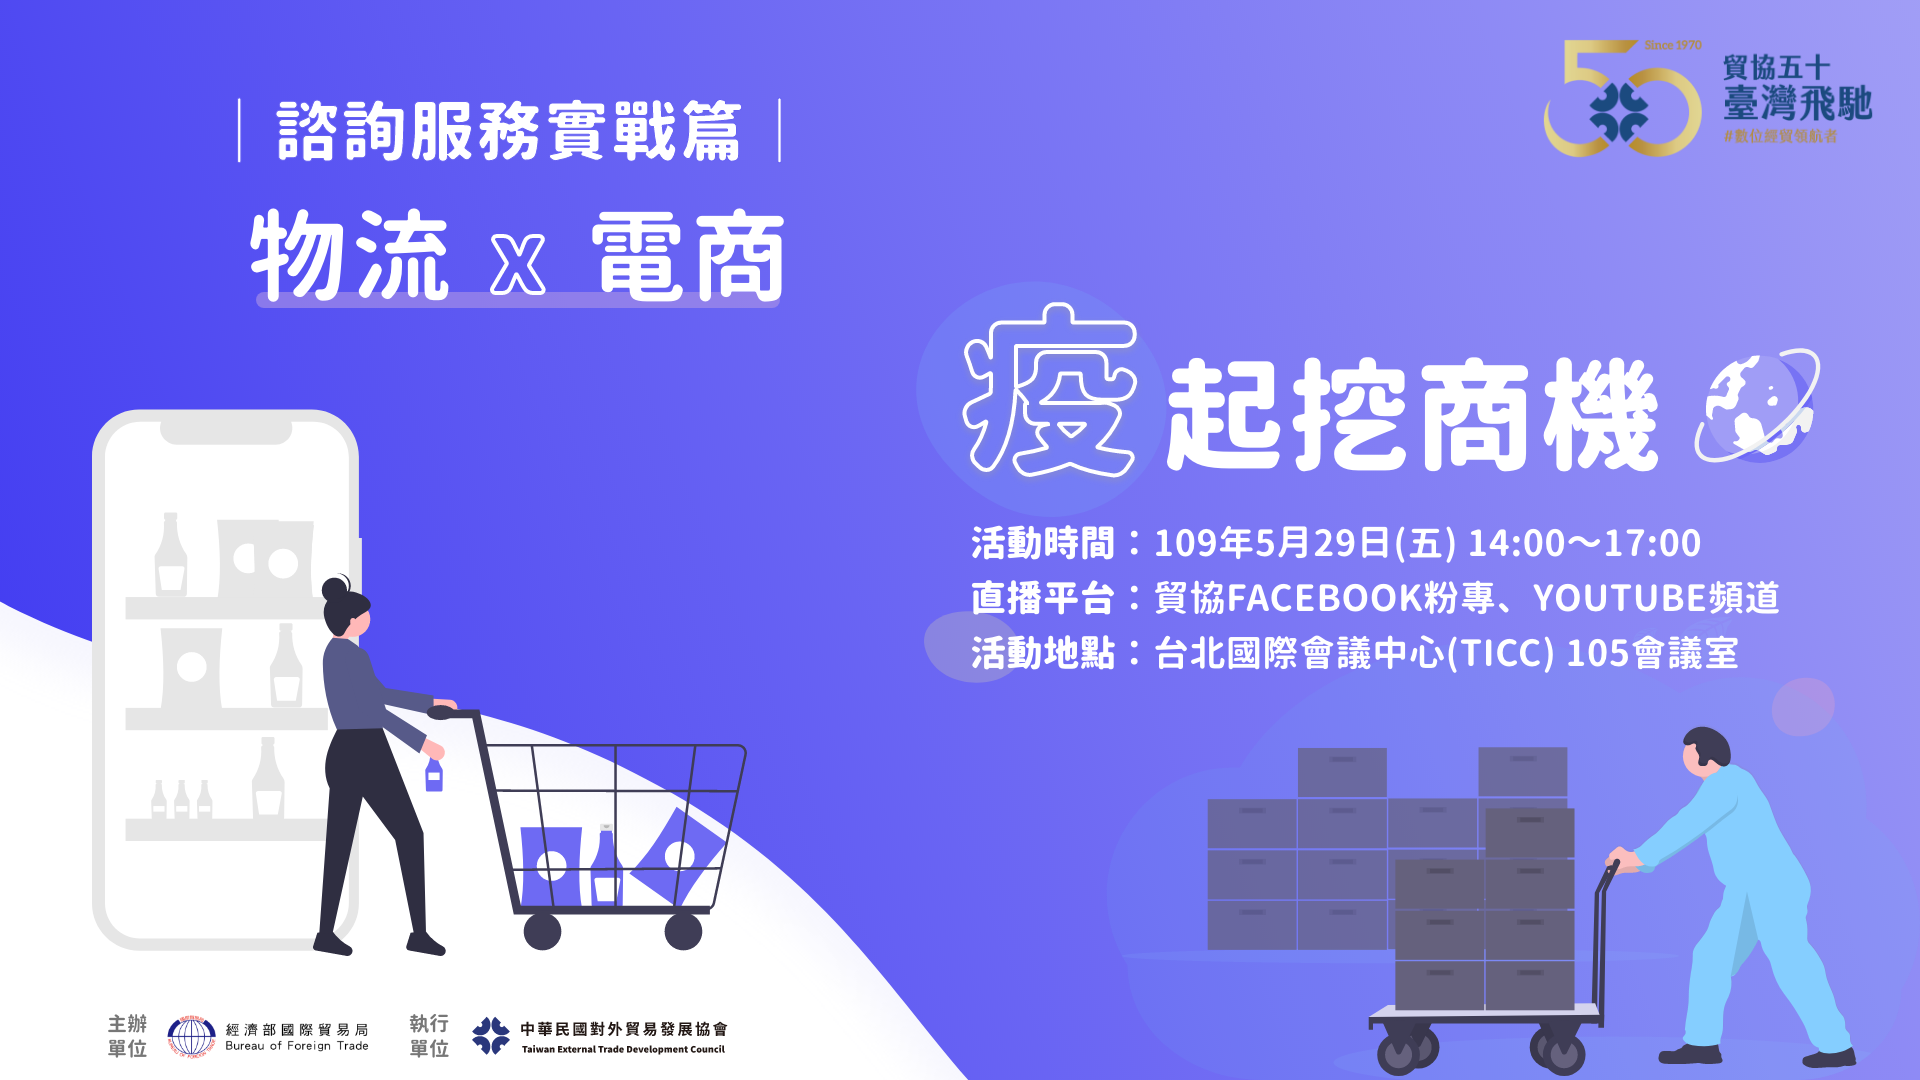 諮詢服務實戰篇
物流 x 電商
Since 1970
50
貿協五十
臺灣飛馳
#數位經貿領航者
疫起挖商機
活動時間：109年5月29日(五) 14:00～17:00
直播平台：貿協FACEBOOK粉專、YOUTUBE頻道
活動地點：台北國際會議中心(TICC) 105會議室
主辦
單位
經濟部國際貿易局
Bureau of Foreign Trade
執行
單位
中華民國對外貿易發展協會
Taiwan External Trade Development Council